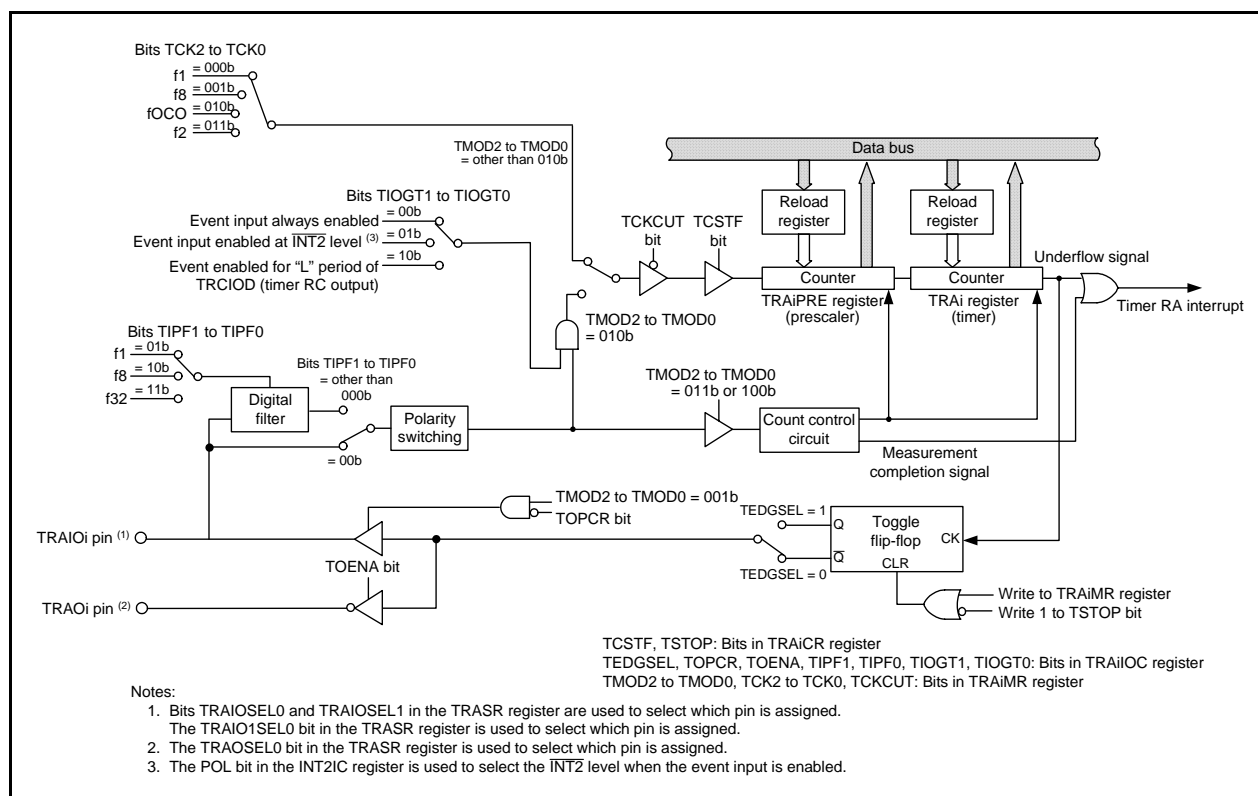 Bits TCK2 to TCK0
f1 = 000b
f8 = 001b
fOCO = 010b
f2 = 011b
TMOD2 to TMOD0
= other than 010b
Data bus
Bits TIOGT1 to TIOGT0
Event input always enabled = 00b
Event input enabled at INT2 level (3) = 01b
Event enabled for “L” period of = 10b
TRCIOD (timer RC output)
TCKCUT
bit
TCSTF
bit
Reload
register
Reload
register
Counter
Counter
Underflow signal
TRAiPRE register
(prescaler)
TRAi register
(timer)
Timer RA interrupt
TMOD2 to TMOD0
= 010b
Bits TIPF1 to TIPF0
f1 = 01b
f8 = 10b
f32 = 11b
Digital
filter
Bits TIPF1 to TIPF0
= other than
000b
= 00b
Polarity
switching
TMOD2 to TMOD0
= 011b or 100b
Count control
circuit
Measurement
completion signal
TMOD2 to TMOD0 = 001b
TOPCR bit
TRAIOi pin (1)
TOENA bit
TRAOi pin (2)
TEDGSEL = 1
TEDGSEL = 0
Q
Q
Toggle
flip-flop
CK
CLR
Write to TRAiMR register
Write 1 to TSTOP bit
TCSTF, TSTOP: Bits in TRAiCR register
TEDGSEL, TOPCR, TOENA, TIPF1, TIPF0, TIOGT1, TIOGT0: Bits in TRAiIOC register
TMOD2 to TMOD0, TCK2 to TCK0, TCKCUT: Bits in TRAiMR register
Notes:
1. Bits TRAIOSEL0 and TRAIOSEL1 in the TRASR register are used to select which pin is assigned.
The TRAIO1SEL0 bit in the TRASR register is used to select which pin is assigned.
2. The TRAOSEL0 bit in the TRASR register is used to select which pin is assigned.
3. The POL bit in the INT2IC register is used to select the INT2 level when the event input is enabled.